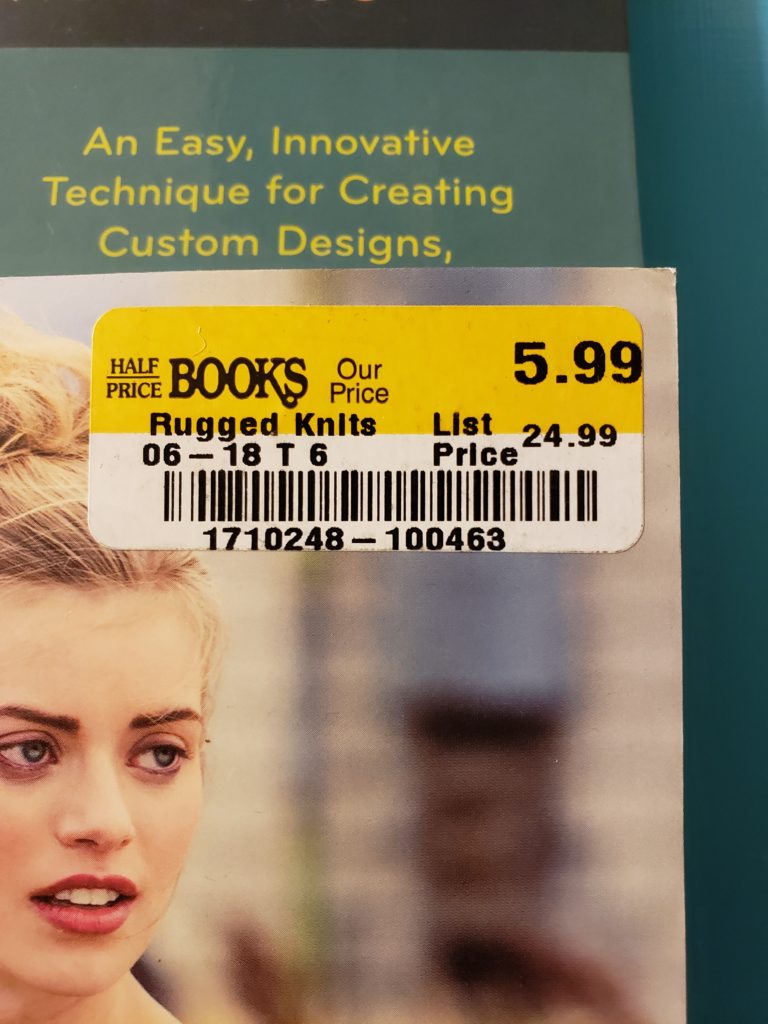 An Easy, Innovative
Technique for Creating
Custom Designs,
HALF PRICE BOOKS Our Price 5.99
Rugged Knits List Price 24.99
06-18 T 6
1710248-100463